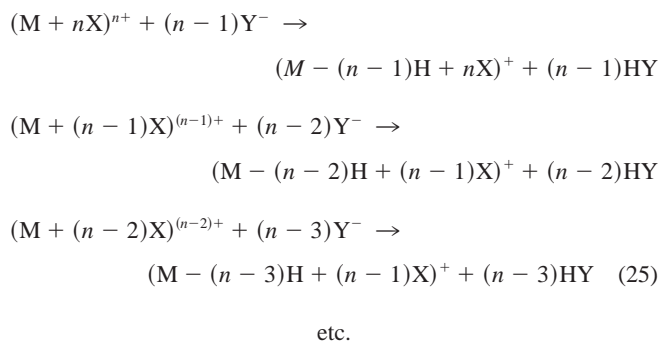 (M + nX)ⁿ⁺ + (n − 1)Y⁻ →
(M − (n − 1)H + nX)⁺ + (n − 1)HY
(M + (n − 1)X)⁽ⁿ⁻¹⁾⁺ + (n − 2)Y⁻ →
(M − (n − 2)H + (n − 1)X)⁺ + (n − 2)HY
(M + (n − 2)X)⁽ⁿ⁻²⁾⁺ + (n − 3)Y⁻ →
(M − (n − 3)H + (n − 1)X)⁺ + (n − 3)HY (25)
etc.